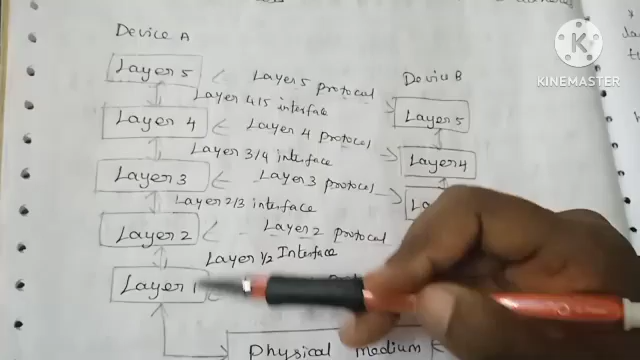 Device A
Layer 5
Layer 5 protocol
Device B
Layer 4/5 interface
Layer 5
Layer 4
Layer 4 protocol
Layer 3/4 interface
Layer 4
Layer 3
Layer 3 protocol
Layer 2/3 interface
Layer 2
Layer 2 protocol
Layer 1/2 Interface
Layer 1
Physical medium
KINEMASTER